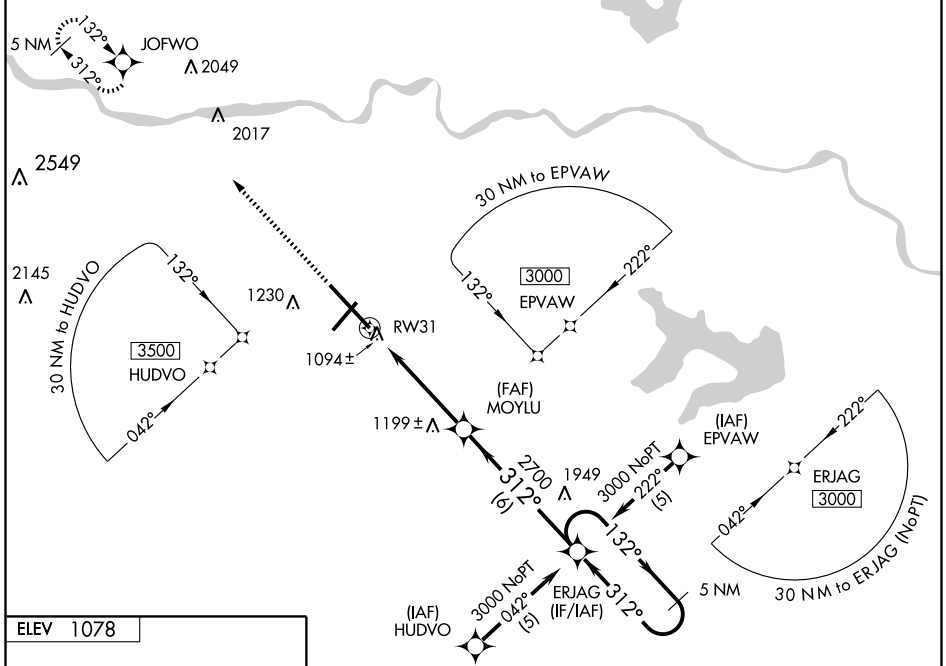 132°
5 NM
JOFWO
312°
2049
2017
2549
30 NM to EPVAW
222°
132°
3000
EPVAW
30 NM to HUDVO
132°
2145
1230
RW31
1094±
3500
HUDVO
042°
(FAF)
MOYLU
1199±
222°
(IAF)
EPVAW
2700
312°
(6)
1949
3000 NoPT
222°
(5)
ERJAG
3000
042°
30 NM to ERJAG (NoPT)
132°
ERJAG
(IF/IAF)
312°
5 NM
3000 NoPT
042°
(5)
(IAF)
HUDVO
ELEV 1078